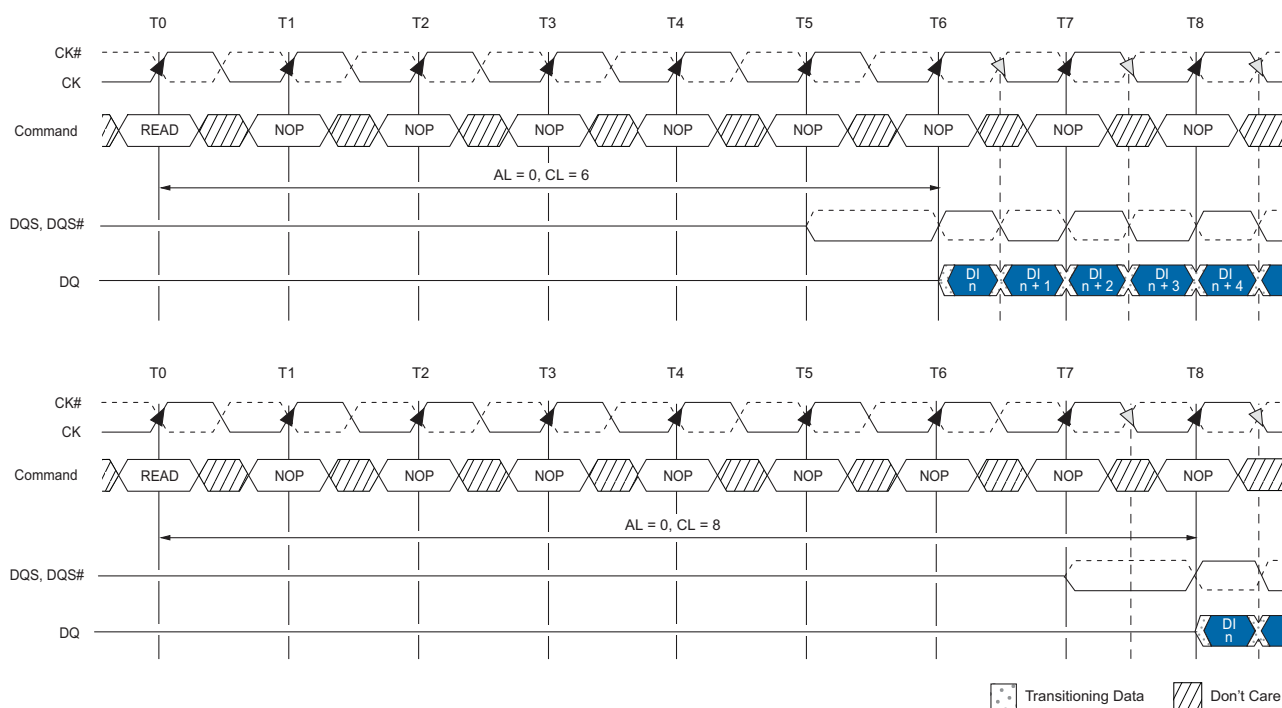 T0 T1 T2 T3 T4 T5 T6 T7 T8
CK#
CK
Command READ NOP NOP NOP NOP NOP NOP NOP NOP
AL = 0, CL = 6
DQS, DQS#
DQ DI n DI n + 1 DI n + 2 DI n + 3 DI n + 4
T0 T1 T2 T3 T4 T5 T6 T7 T8
CK#
CK
Command READ NOP NOP NOP NOP NOP NOP NOP NOP
AL = 0, CL = 8
DQS, DQS#
DQ DI n
Transitioning Data Don't Care